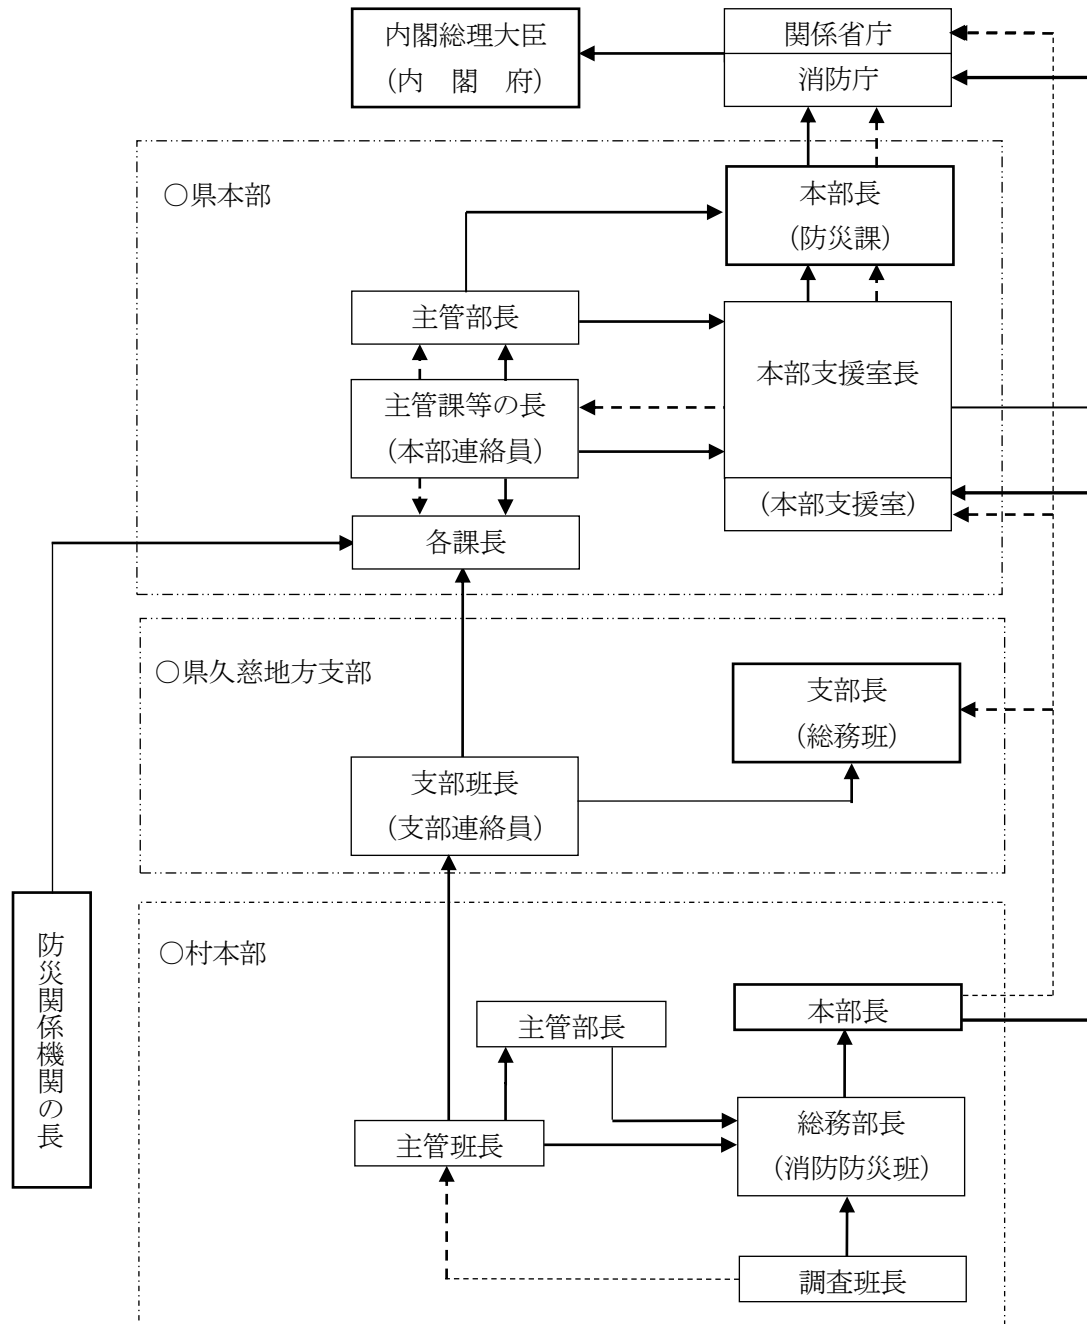 内閣総理大臣
(内　閣　府)
関係省庁
消防庁
○県本部
本部長
(防災課)
主管部長
本部支援室長
主管課等の長
(本部連絡員)
(本部支援室)
各課長
○県久慈地方支部
支部長
(総務班)
支部班長
(支部連絡員)
防災関係機関の長
○村本部
本部長
主管部長
総務部長
(消防防災班)
主管班長
調査班長